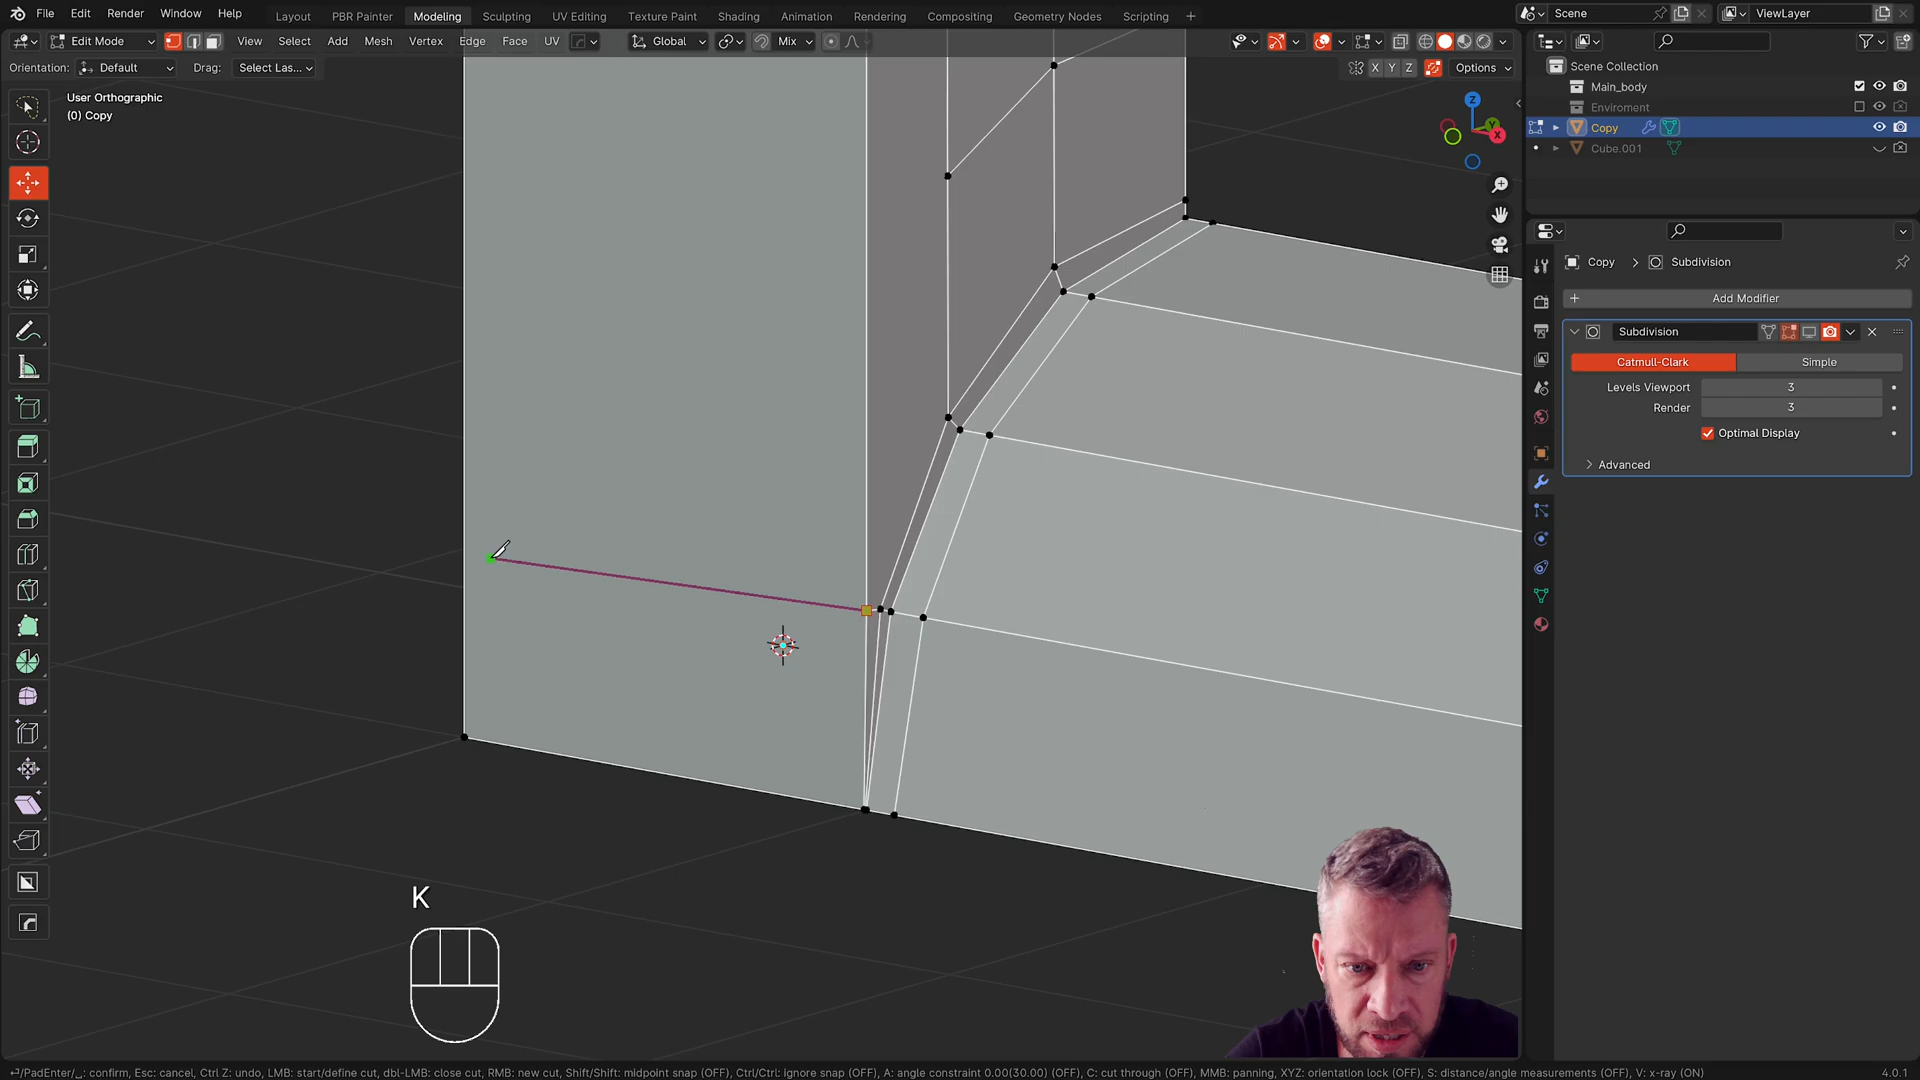 File Edit Render Window Help Layout PBR Painter Modeling Sculpting UV Editing Texture Paint Shading Animation Rendering Compositing Geometry Nodes Scripting + Scene ViewLayer
Edit Mode View Select Add Mesh Vertex Edge Face UV Global Mix
Orientation: Default Drag: Select Las... X Y Z Options
Scene Collection
Main_body
Enviroment
Copy
Cube.001
User Orthographic
(0) Copy
Z
Y
X
Copy > Subdivision
+ Add Modifier
Subdivision
Catmull-Clark Simple
Levels Viewport 3
Render 3
Optimal Display
Advanced
K
⏎/PadEnter/␣: confirm, Esc: cancel, Ctrl Z: undo, LMB: start/define cut, dbl-LMB: close cut, RMB: new cut, Shift/Shift: midpoint snap (OFF), Ctrl/Ctrl: ignore snap (OFF), A: angle constraint 0.00(30.00) (OFF), C: cut through (OFF), MMB: panning, XYZ: orientation lock (OFF), S: distance/angle measurements (OFF), V: x-ray (ON) 4.0.1